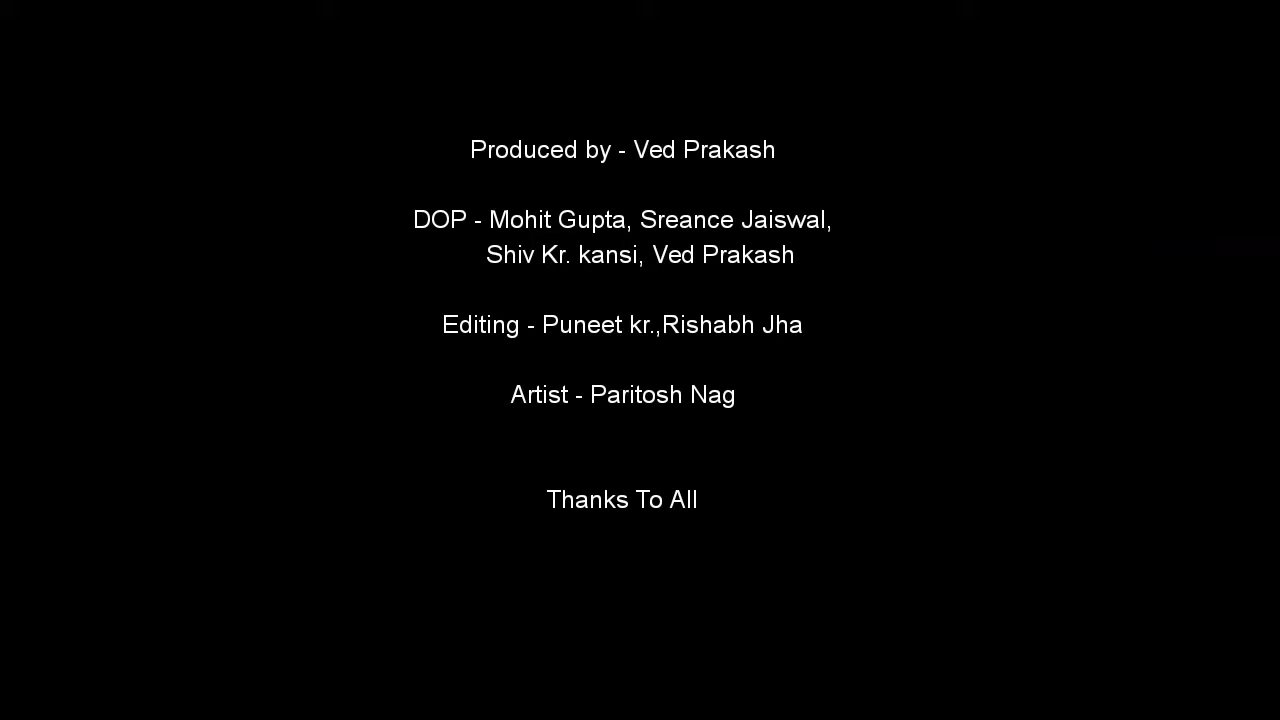 Produced by - Ved Prakash
DOP - Mohit Gupta, Sreance Jaiswal,
Shiv Kr. kansi, Ved Prakash
Editing - Puneet kr.,Rishabh Jha
Artist - Paritosh Nag
Thanks To All